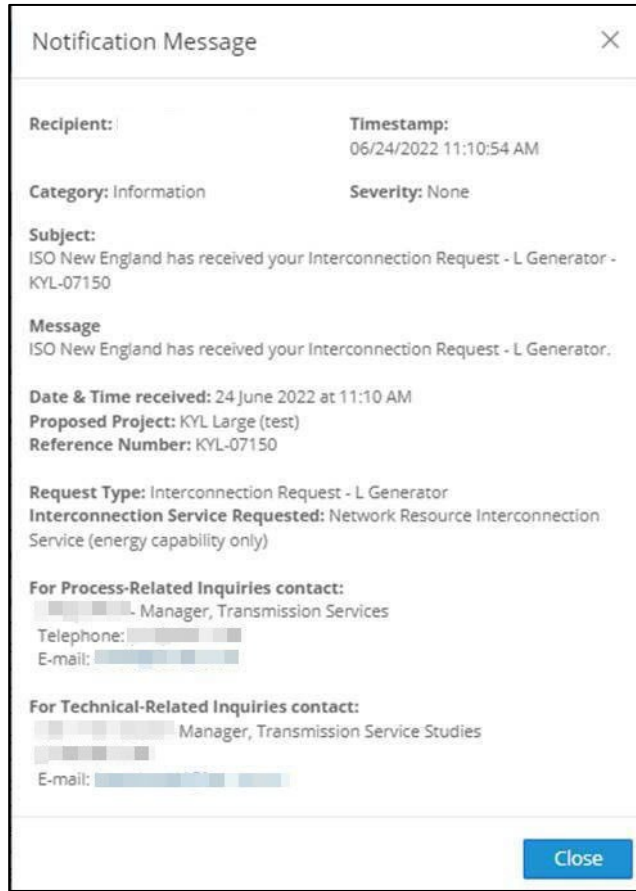 Notification Message
Recipient:
Timestamp:
06/24/2022 11:10:54 AM
Category: Information
Severity: None
Subject:
ISO New England has received your Interconnection Request - L Generator -
KYL-07150
Message
ISO New England has received your Interconnection Request - L Generator.
Date & Time received: 24 June 2022 at 11:10 AM
Proposed Project: KYL Large (test)
Reference Number: KYL-07150
Request Type: Interconnection Request - L Generator
Interconnection Service Requested: Network Resource Interconnection
Service (energy capability only)
For Process-Related Inquiries contact:
- Manager, Transmission Services
Telephone:
E-mail:
For Technical-Related Inquiries contact:
Manager, Transmission Service Studies
E-mail:
Close